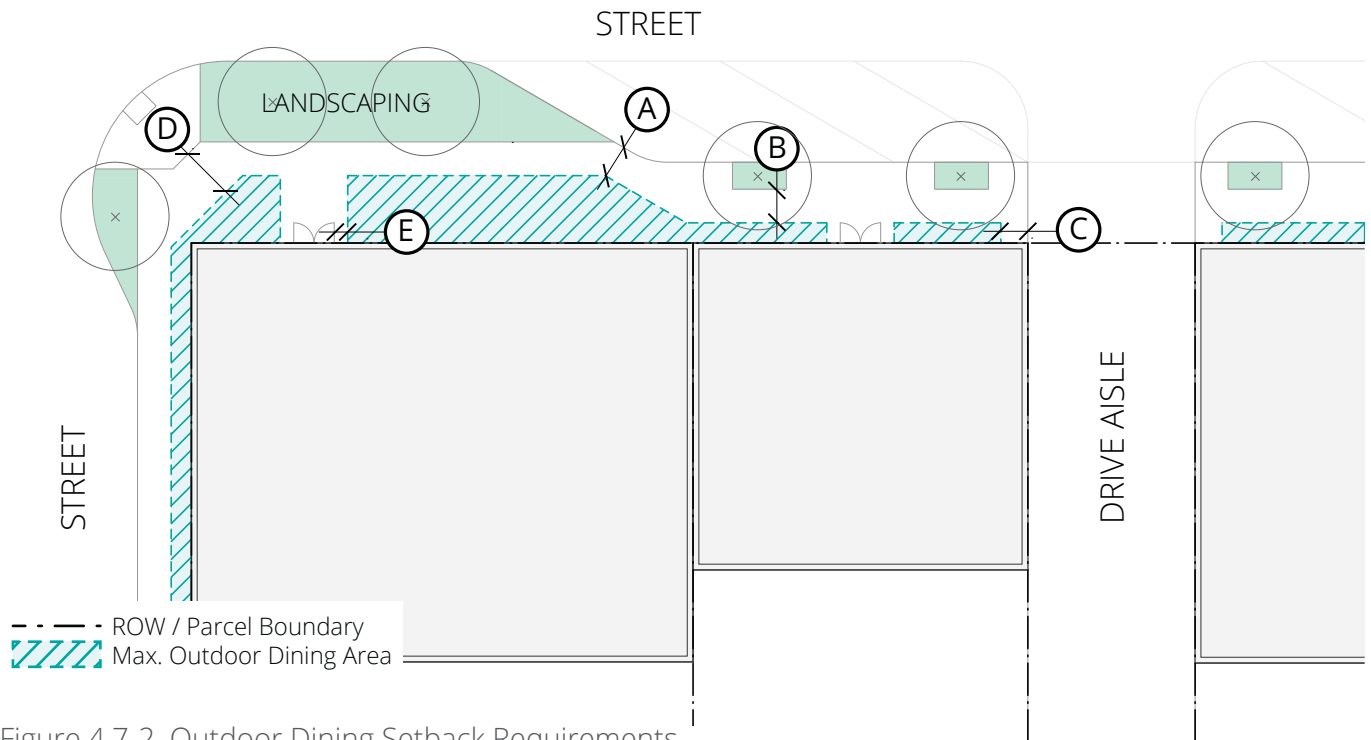 STREET
LANDSCAPING
A
D
B
E
C
DRIVE AISLE
STREET
ROW / Parcel Boundary
Max. Outdoor Dining Area
Figure 4.7-2. Outdoor Dining Setback Requirements